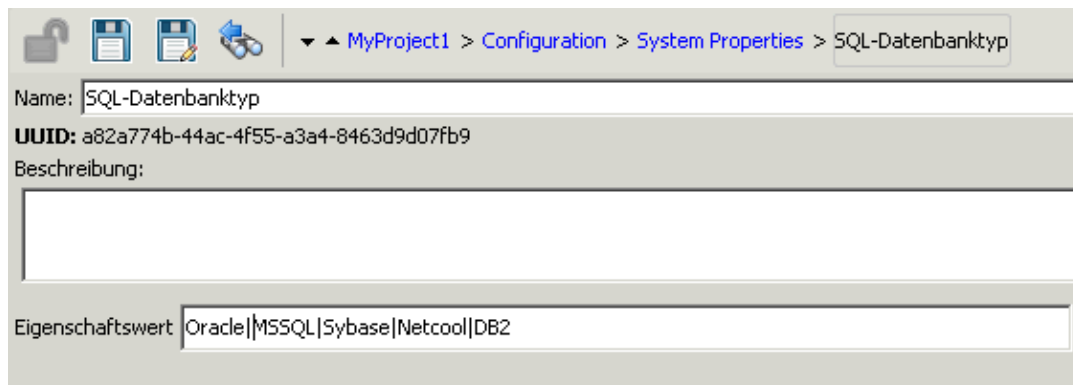 MyProject1 > Configuration > System Properties > SQL-Datenbanktyp
Name: SQL-Datenbanktyp
UUID: a82a774b-44ac-4f55-a3a4-8463d9d07fb9
Beschreibung:
Eigenschaftswert Oracle|MSSQL|Sybase|Netcool|DB2